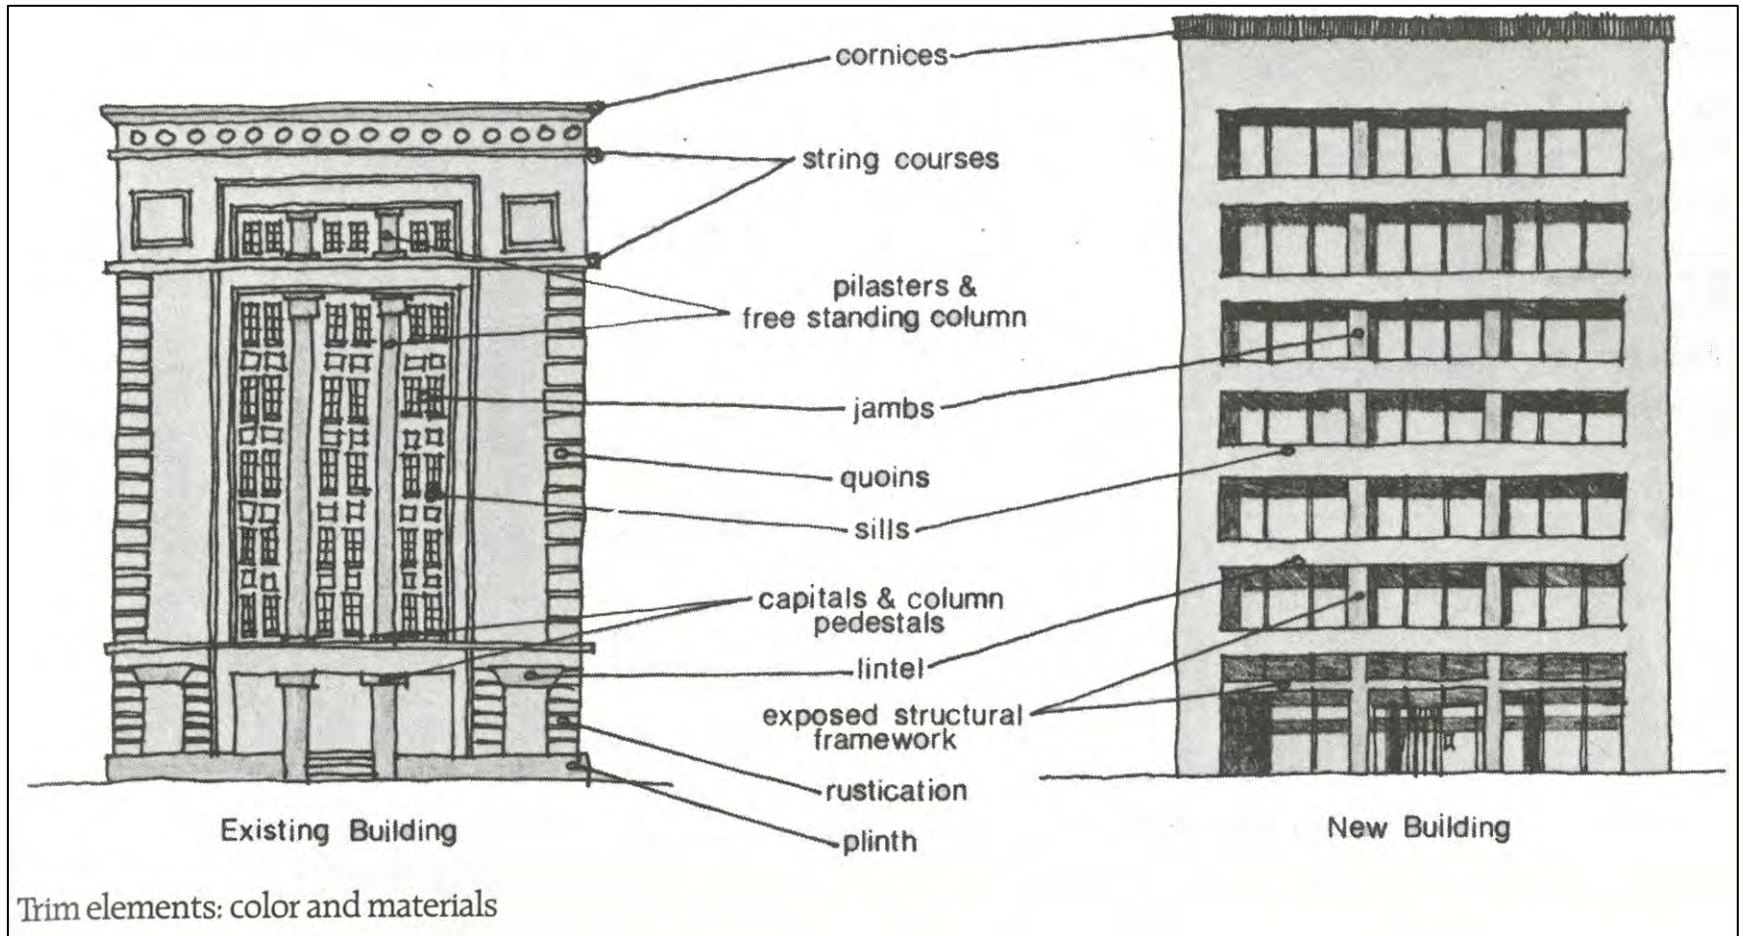 cornices
string courses
pilasters &
free standing column
jambs
quoins
sills
capitals & column
pedestals
lintel
exposed structural
framework
rustication
plinth
Existing Building
New Building
Trim elements: color and materials